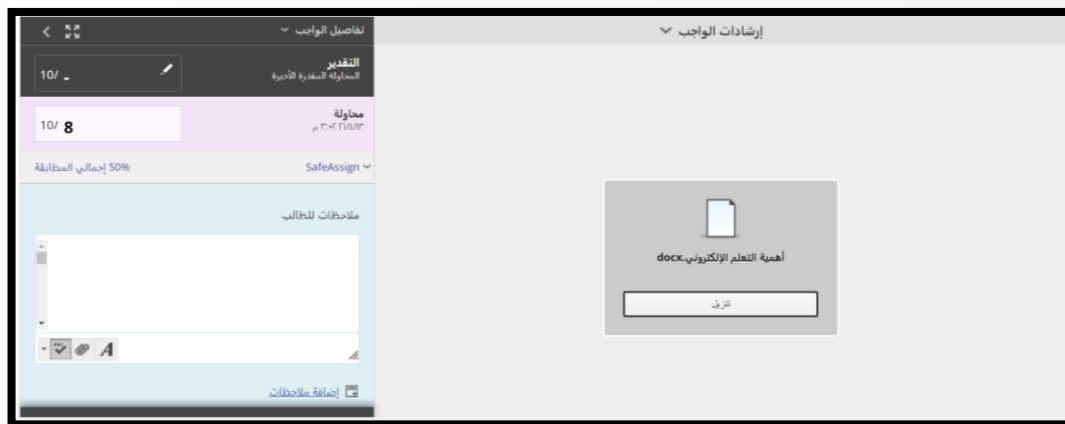 إرشادات الواجب
تفاصيل الواجب
التقدير
المحاولة المقدرة الأخيرة
10/ -
محاولة
10/ 8
SafeAssign
50% إجمالي المطابقة
ملاحظات للطالب
A
إضافة ملاحظات
أهمية التعلم الإلكتروني.docx
تنزيل